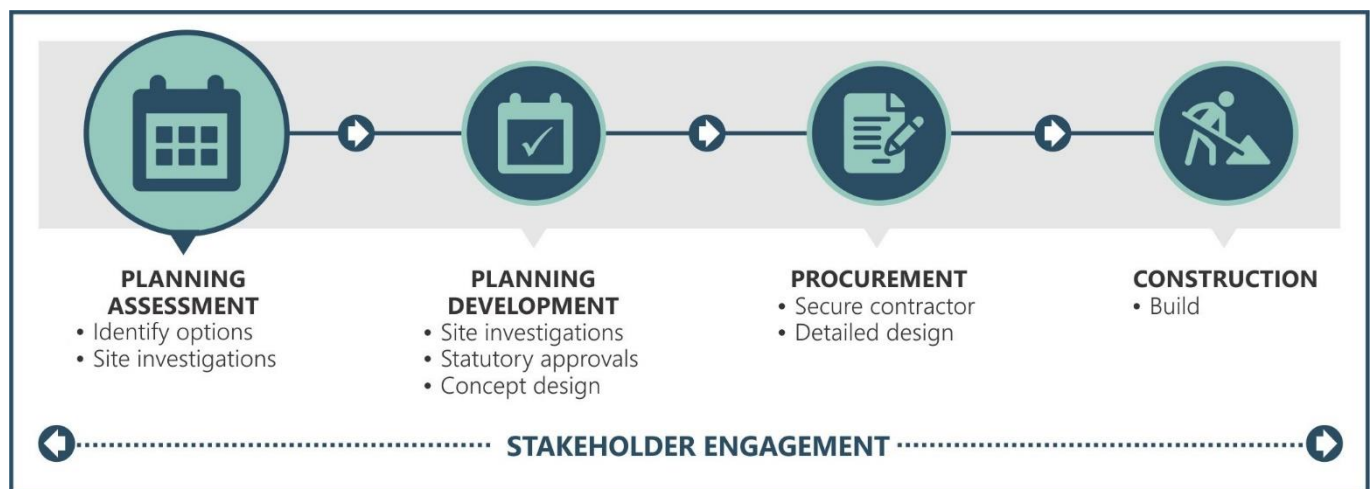 PLANNING
ASSESSMENT
• Identify options
• Site investigations
PLANNING
DEVELOPMENT
• Site investigations
• Statutory approvals
• Concept design
PROCUREMENT
• Secure contractor
• Detailed design
CONSTRUCTION
• Build
STAKEHOLDER ENGAGEMENT